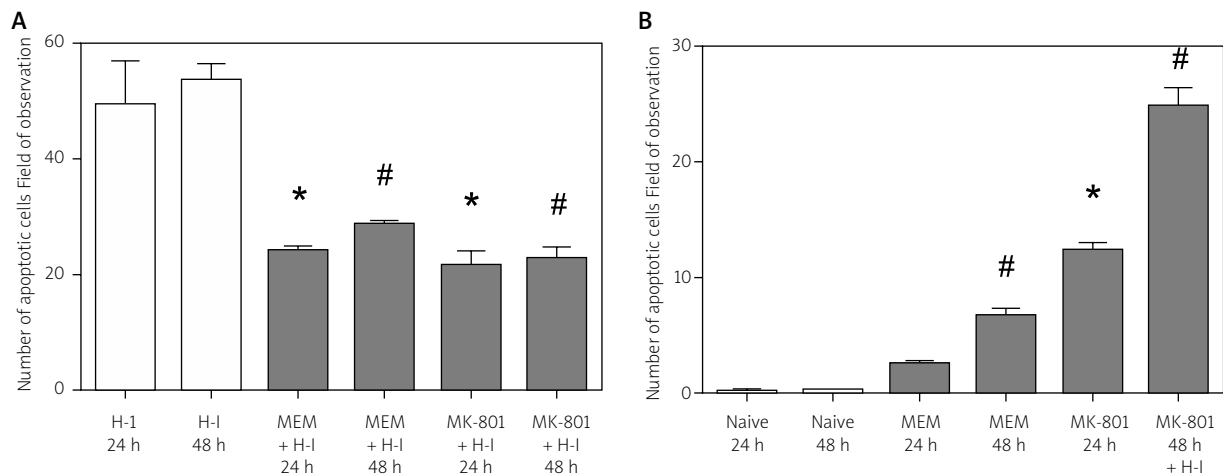 A
Number of apoptotic cells Field of observation
60
40
20
0
*
#
*
#
H-1
24 h
H-I
48 h
MEM
+ H-I
24 h
MEM
+ H-I
48 h
MK-801
+ H-I
24 h
MK-801
+ H-I
48 h
B
Number of apoptotic cells Field of observation
30
20
10
0
#
*
#
Naive
24 h
Naive
48 h
MEM
24 h
MEM
48 h
MK-801
24 h
MK-801
48 h
+ H-I